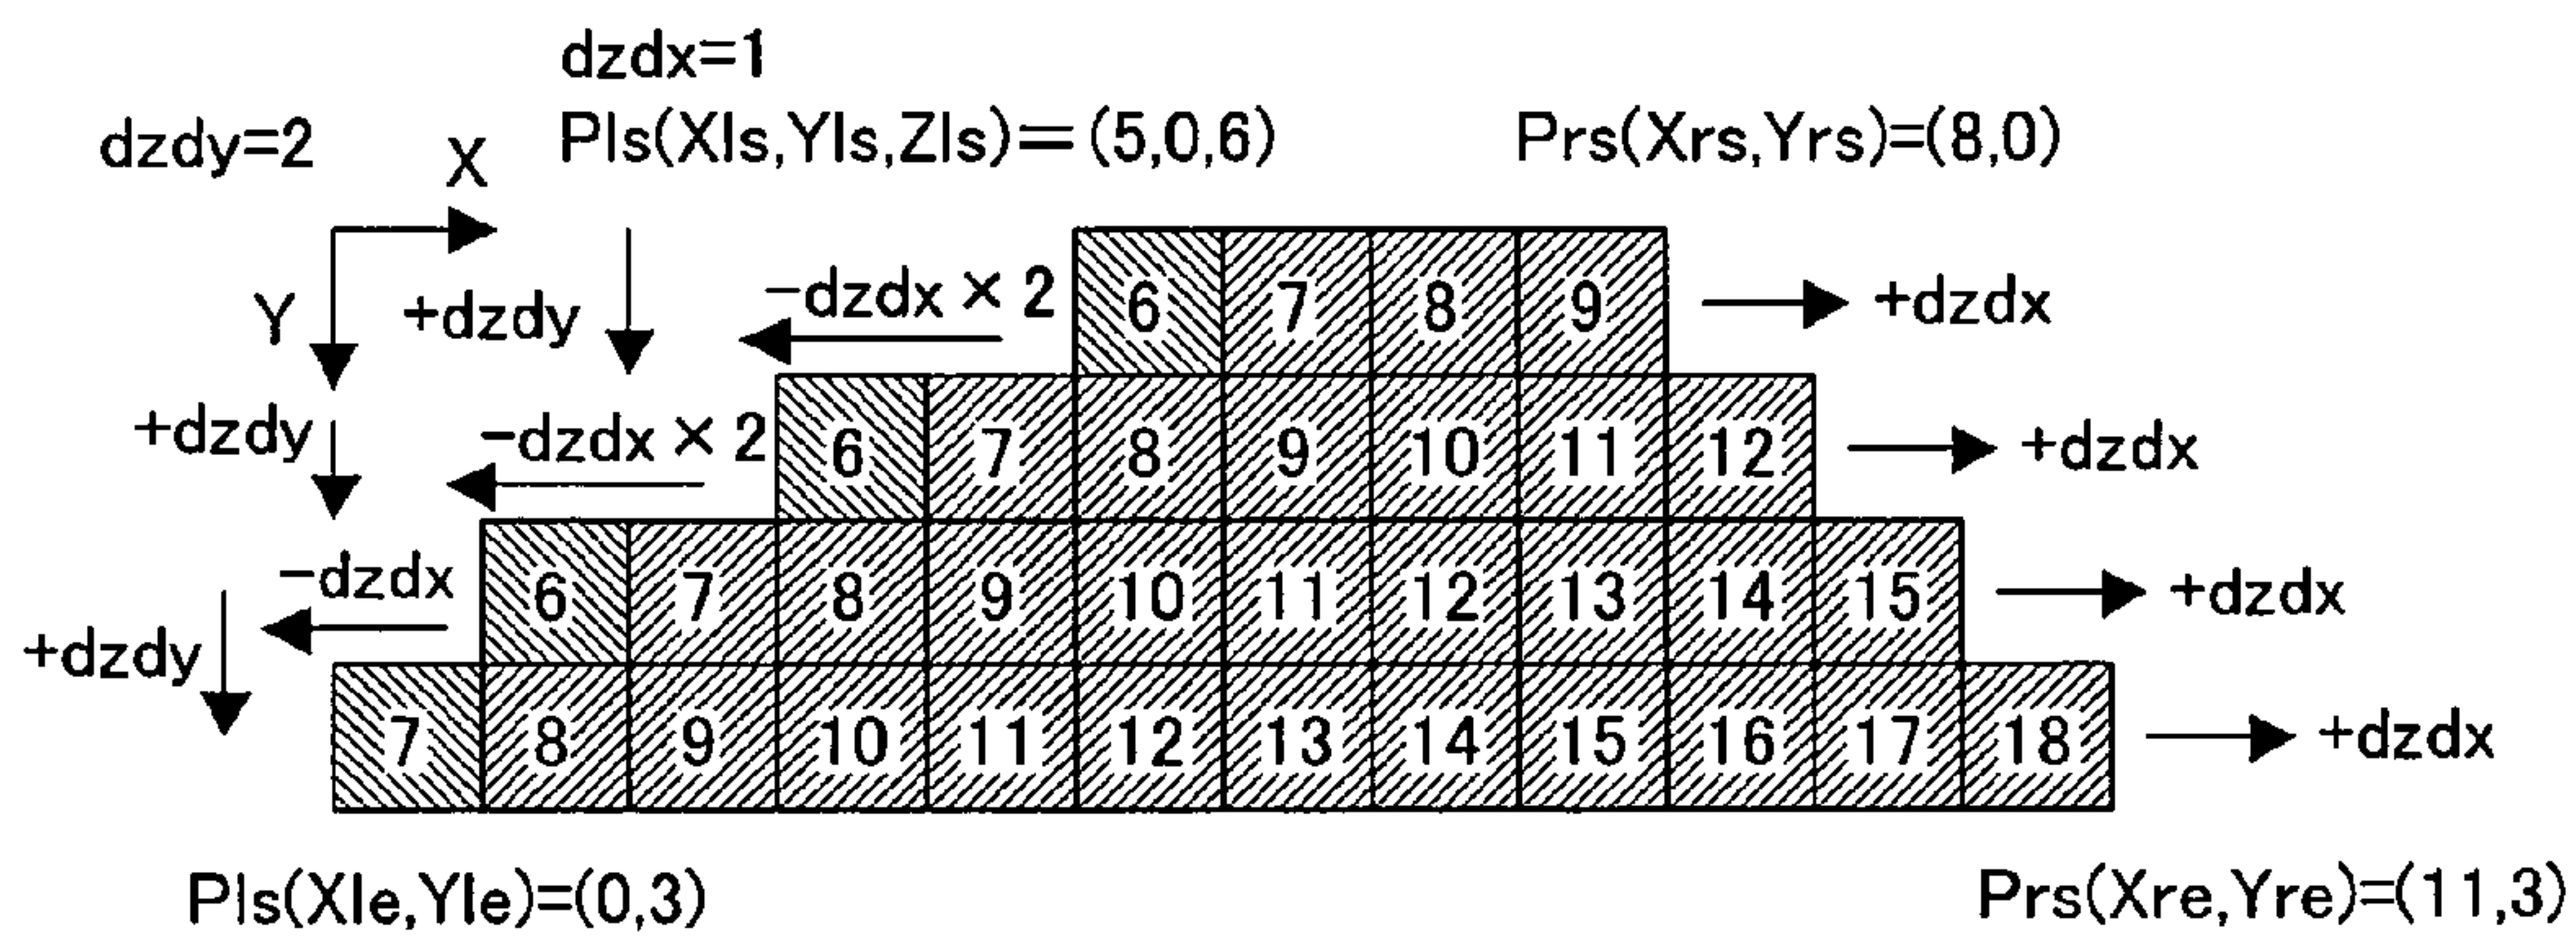 dzdx=1
dzdy=2 X Pls(Xls,Yls,Zls)=(5,0,6) Prs(Xrs,Yrs)=(8,0)
Y +dzdy -dzdx×2 6 7 8 9 +dzdx
+dzdy -dzdx×2 6 7 8 9 10 11 12 +dzdx
-dzdx 6 7 8 9 10 11 12 13 14 15 +dzdx
+dzdy 7 8 9 10 11 12 13 14 15 16 17 18 +dzdx
Pls(Xle,Yle)=(0,3) Prs(Xre,Yre)=(11,3)